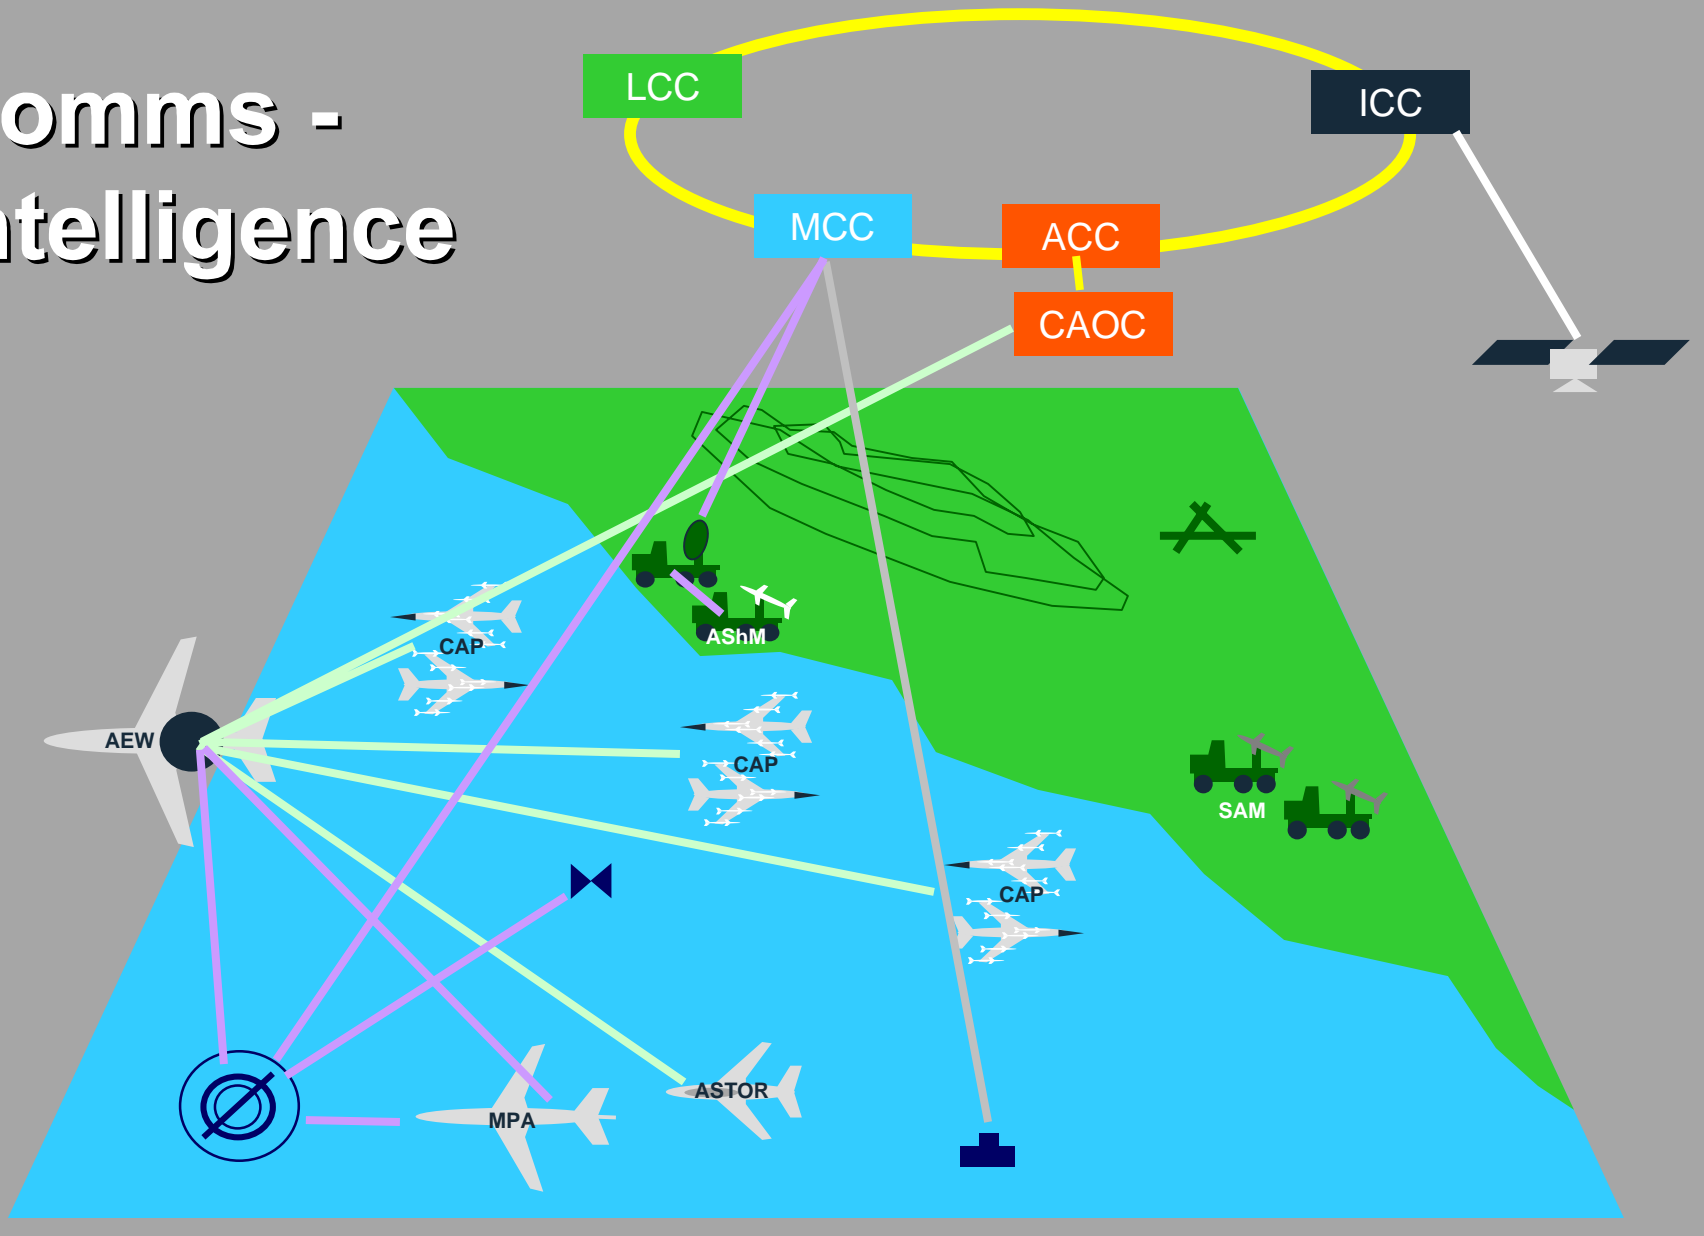 omms -
ntelligence
LCC
ICC
MCC
ACC
CAOC
CAP
AShM
AEW
CAP
SAM
CAP
ASTOR
MPA